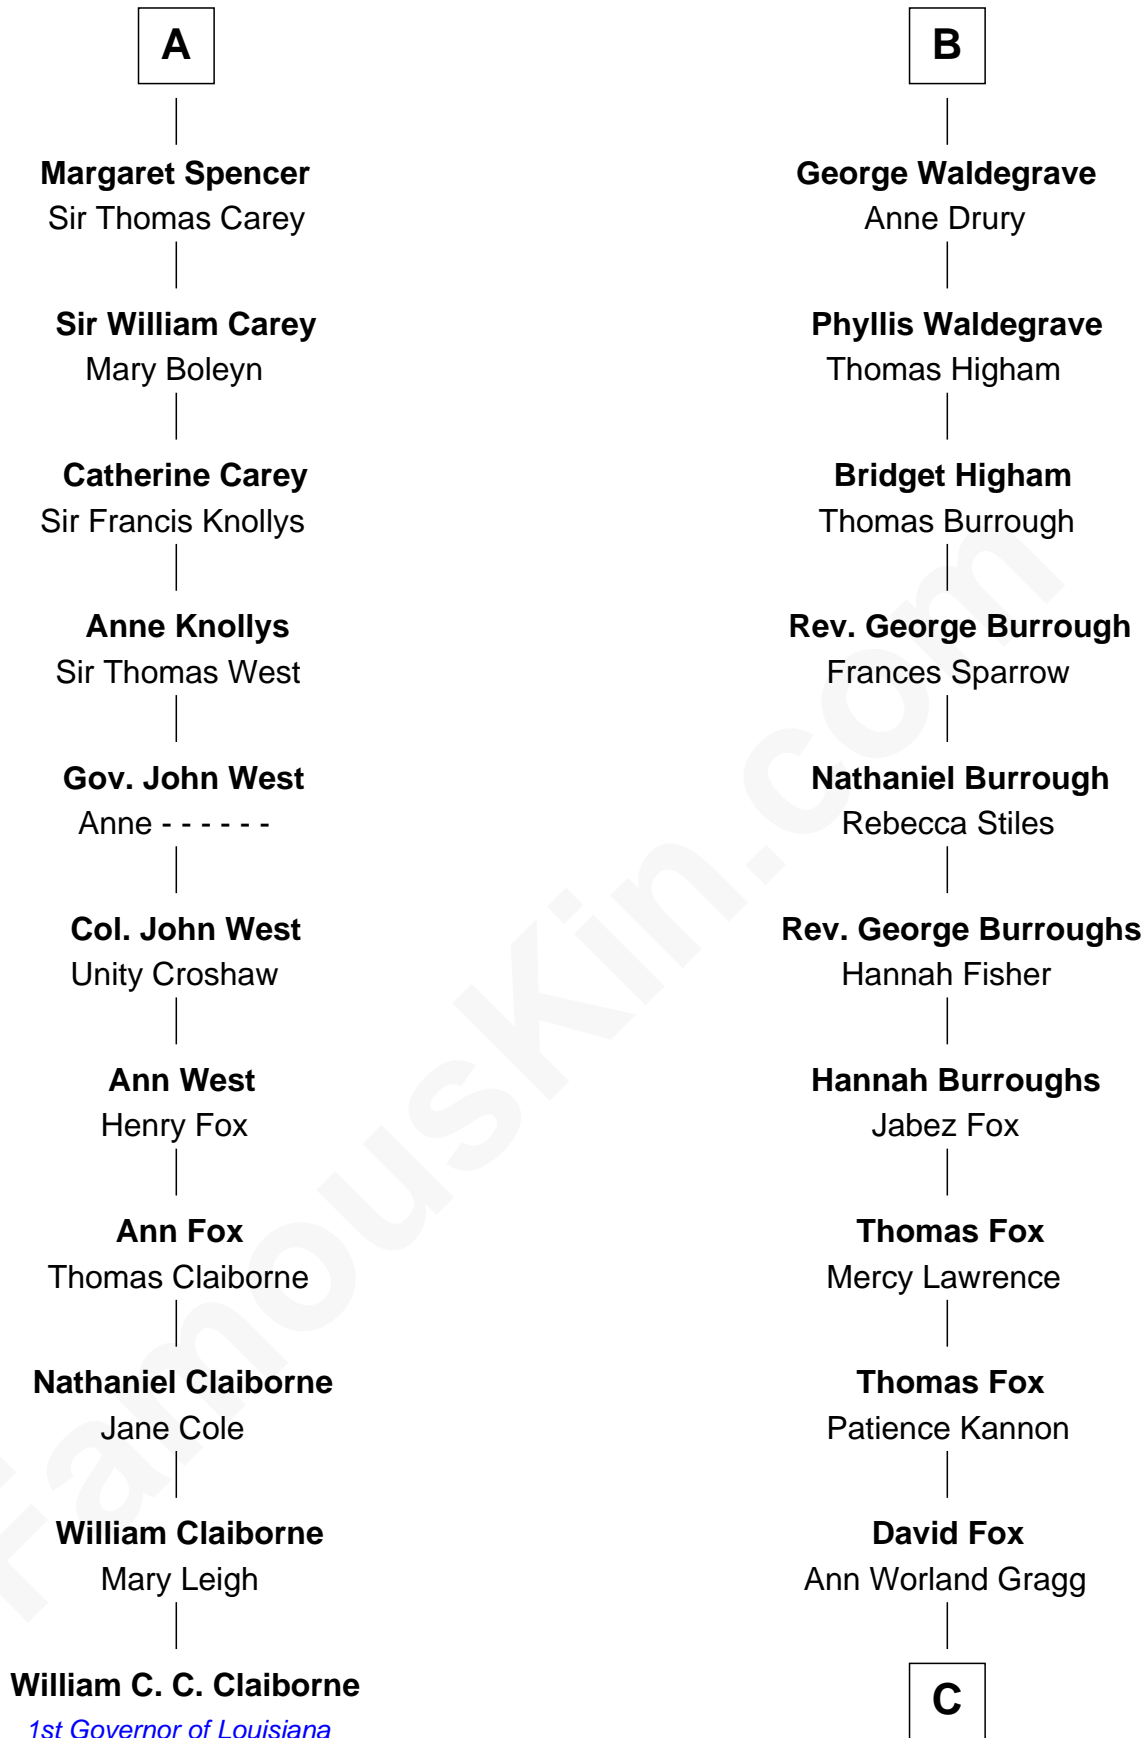 A
Margaret Spencer
Sir Thomas Carey
Sir William Carey
Mary Boleyn
Catherine Carey
Sir Francis Knollys
Anne Knollys
Sir Thomas West
Gov. John West
Anne - - - - - -
Col. John West
Unity Croshaw
Ann West
Henry Fox
Ann Fox
Thomas Claiborne
Nathaniel Claiborne
Jane Cole
William Claiborne
Mary Leigh
William C. C. Claiborne
1st Governor of Louisiana
B
George Waldegrave
Anne Drury
Phyllis Waldegrave
Thomas Higham
Bridget Higham
Thomas Burrough
Rev. George Burrough
Frances Sparrow
Nathaniel Burrough
Rebecca Stiles
Rev. George Burroughs
Hannah Fisher
Hannah Burroughs
Jabez Fox
Thomas Fox
Mercy Lawrence
Thomas Fox
Patience Kannon
David Fox
Ann Worland Gragg
C
FamousKin.com